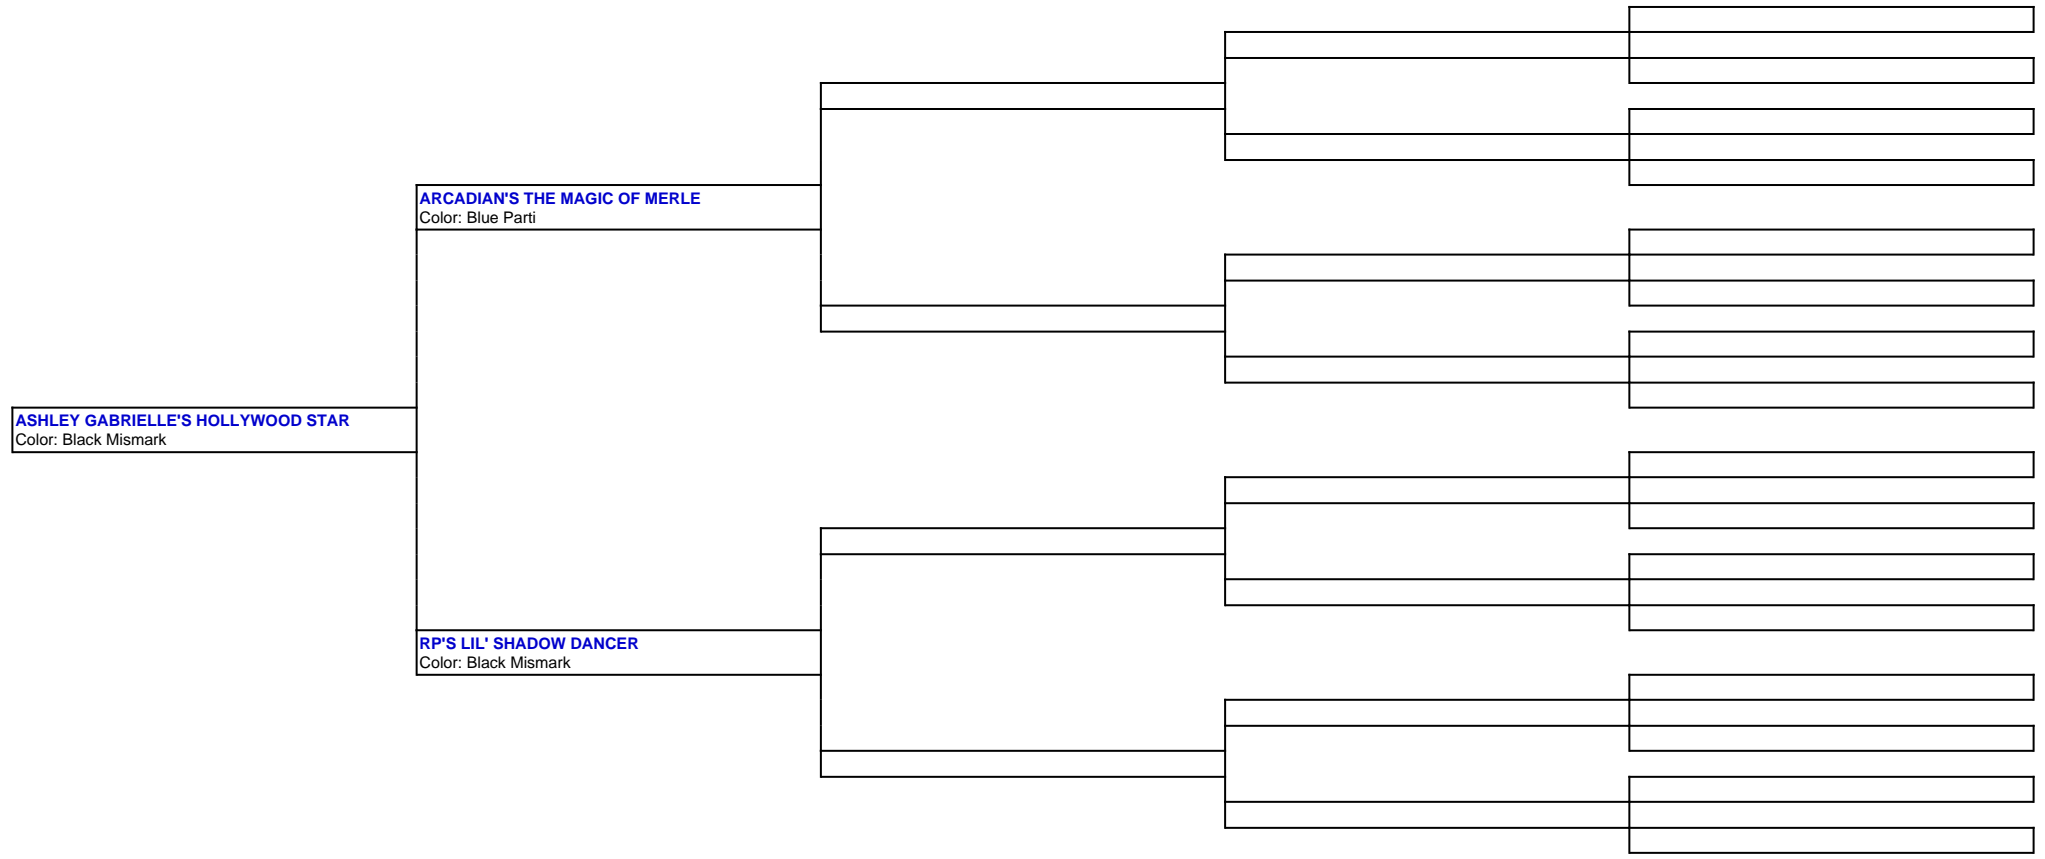 ARCADIAN'S THE MAGIC OF MERLE
Color: Blue Parti
ASHLEY GABRIELLE'S HOLLYWOOD STAR
Color: Black Mismark
RP'S LIL' SHADOW DANCER
Color: Black Mismark